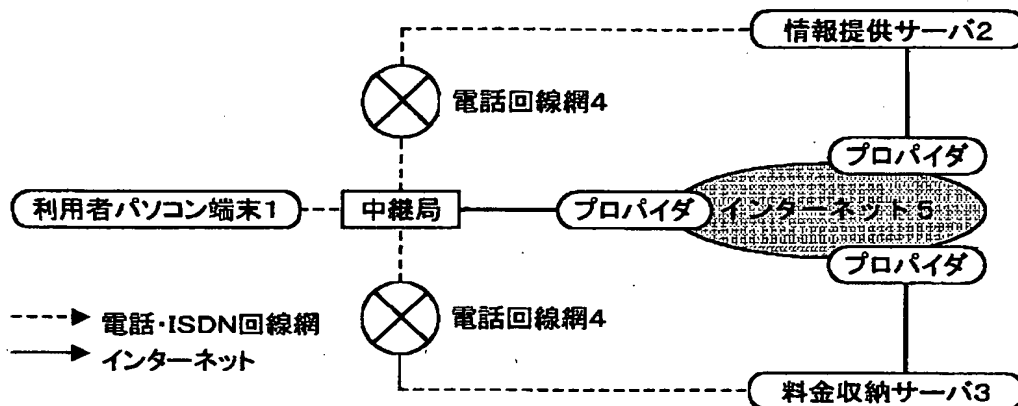 情報提供サーバ2
電話回線網4
プロパイダ
利用者パソコン端末1
中継局
プロパイダ
インターネット5
プロパイダ
電話回線網4
電話・ISDN回線網
インターネット
料金収納サーバ3